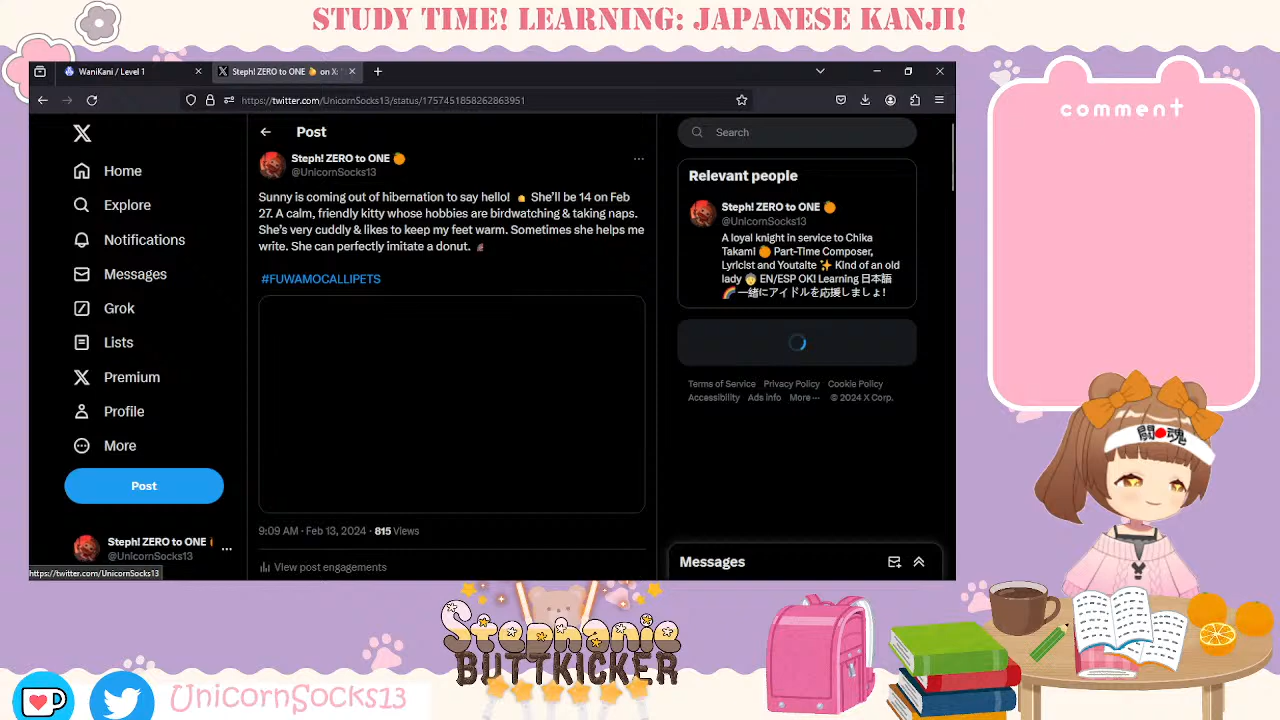 STUDY TIME! LEARNING: JAPANESE KANJI!
WaniKani / Level 1
Steph! ZERO to ONE 🍊 on X: "
https://twitter.com/UnicornSocks13/status/1757451858262863951
Home
Explore
Notifications
Messages
Grok
Lists
Premium
Profile
More
Post
Steph! ZERO to ONE
@UnicornSocks13
https://twitter.com/UnicornSocks13
Post
Steph! ZERO to ONE 🍊
@UnicornSocks13
Sunny is coming out of hibernation to say hello! She'll be 14 on Feb
27. A calm, friendly kitty whose hobbies are birdwatching & taking naps.
She's very cuddly & likes to keep my feet warm. Sometimes she helps me
write. She can perfectly imitate a donut.
#FUWAMOCALLIPETS
9:09 AM · Feb 13, 2024 · 815 Views
View post engagements
Search
Relevant people
Steph! ZERO to ONE 🍊
@UnicornSocks13
A loyal knight in service to Chika
Takami 🍊 Part-Time Composer,
Lyricist and Youtaite ✨ Kind of an old
lady 🧓 EN/ESP OK! Learning 日本語
🌈 一緒にアイドルを応援しましょ!
Terms of Service Privacy Policy Cookie Policy
Accessibility Ads info More ··· © 2024 X Corp.
Messages
comment
闘魂
Stephanie
BUTTKICKER
UnicornSocks13